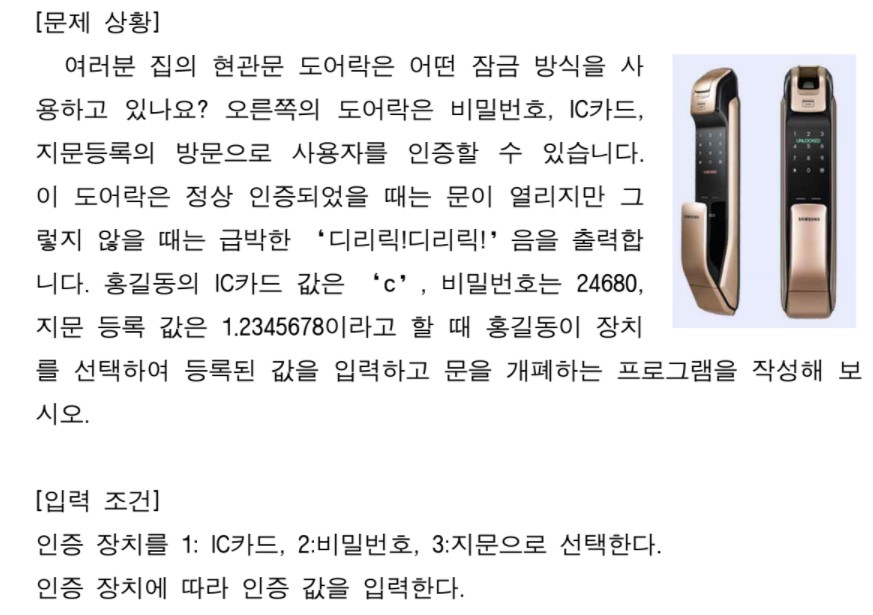 [문제 상황]
여러분 집의 현관문 도어락은 어떤 잠금 방식을 사
용하고 있나요? 오른쪽의 도어락은 비밀번호, IC카드,
지문등록의 방문으로 사용자를 인증할 수 있습니다.
이 도어락은 정상 인증되었을 때는 문이 열리지만 그
렇지 않을 때는 급박한 ‘디리릭!디리릭!’음을 출력합
니다. 홍길동의 IC카드 값은 ‘c’, 비밀번호는 24680,
지문 등록 값은 1.2345678이라고 할 때 홍길동이 장치
를 선택하여 등록된 값을 입력하고 문을 개폐하는 프로그램을 작성해 보
시오.
UNLOCKED
SAMSUNG
[입력 조건]
인증 장치를 1: IC카드, 2:비밀번호, 3:지문으로 선택한다.
인증 장치에 따라 인증 값을 입력한다.